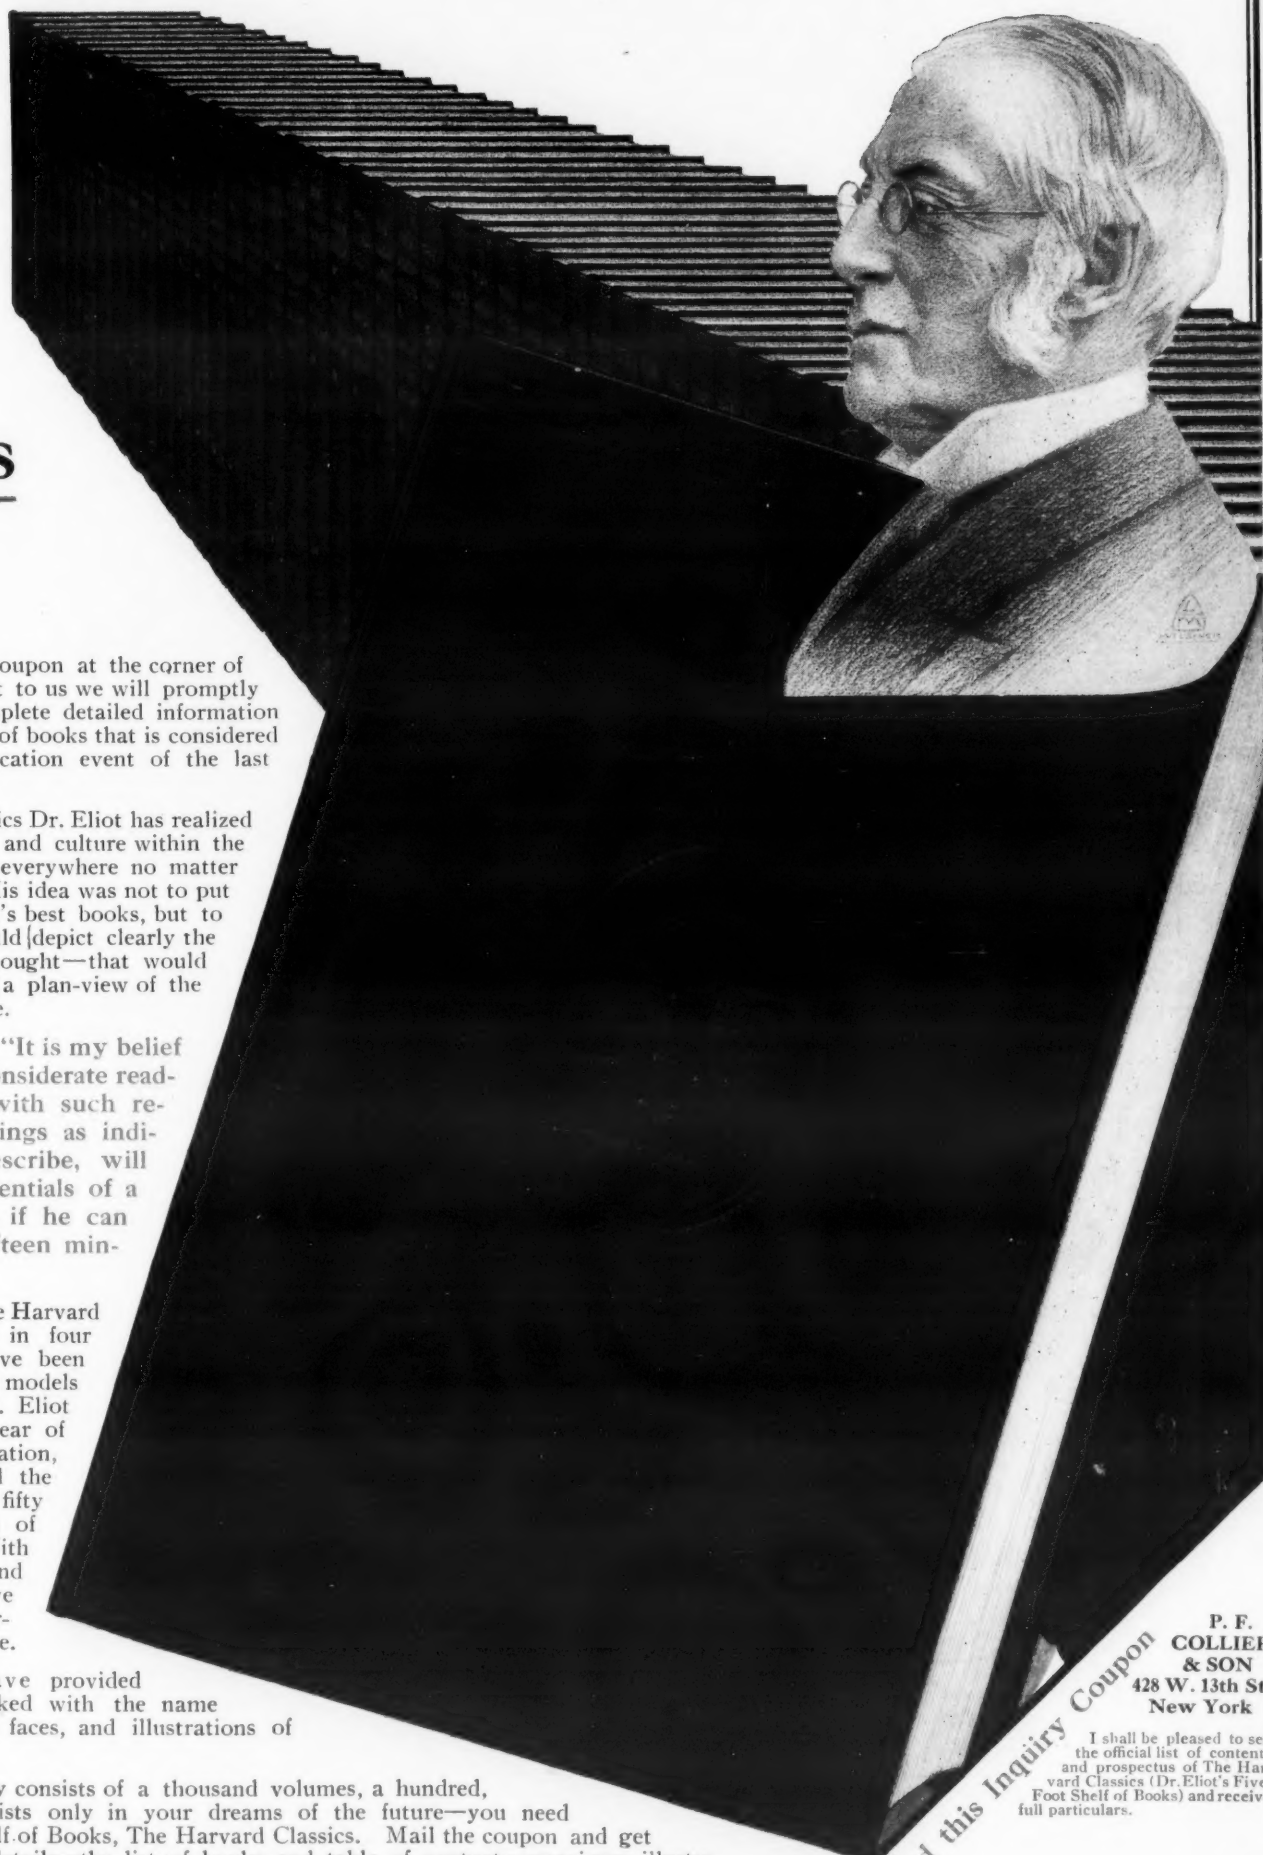 s
oupon at the corner of
t to us we will promptly
plete detailed information
of books that is considered
cation event of the last
ics Dr. Eliot has realized
and culture within the
everywhere no matter
is idea was not to put
's best books, but to
ld depict clearly the
ought—that would
a plan-view of the
e.
"It is my belief
nsiderate read-
with such re-
ings as indi-
escribe, will
entials of a
if he can
teen min-
e Harvard
in four
ve been
models
. Eliot
ear of
ation,
l the
fifty
of
ith
nd
e
r-
e.
ve provided
ked with the name
faces, and illustrations of
y consists of a thousand volumes, a hundred,
ists only in your dreams of the future—you need
lf of Books, The Harvard Classics. Mail the coupon and get
d this Inquiry Coupon
P. F.
COLLIER
& SON
428 W. 13th St
New York
I shall be pleased to se
the official list of content
and prospectus of The Har
vard Classics (Dr. Eliot's Five
Foot Shelf of Books) and receive
full particulars.